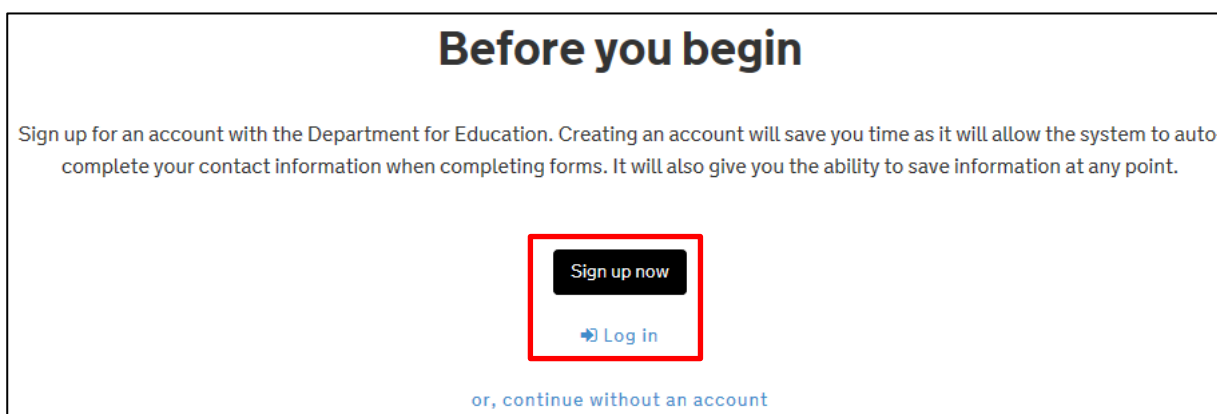 Before you begin
Sign up for an account with the Department for Education. Creating an account will save you time as it will allow the system to auto-
complete your contact information when completing forms. It will also give you the ability to save information at any point.
Sign up now
Log in
or, continue without an account